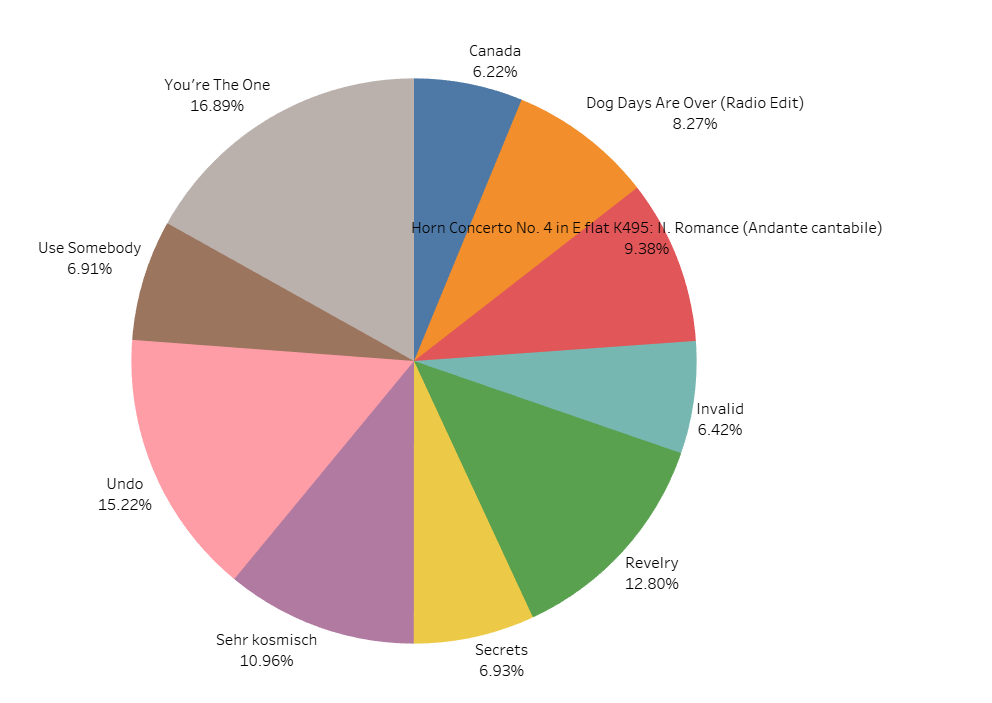 Canada
6.22%
Dog Days Are Over (Radio Edit)
8.27%
Horn Concerto No. 4 in E flat K495: II. Romance (Andante cantabile)
9.38%
Invalid
6.42%
Revelry
12.80%
Secrets
6.93%
Sehr kosmisch
10.96%
Undo
15.22%
Use Somebody
6.91%
You're The One
16.89%